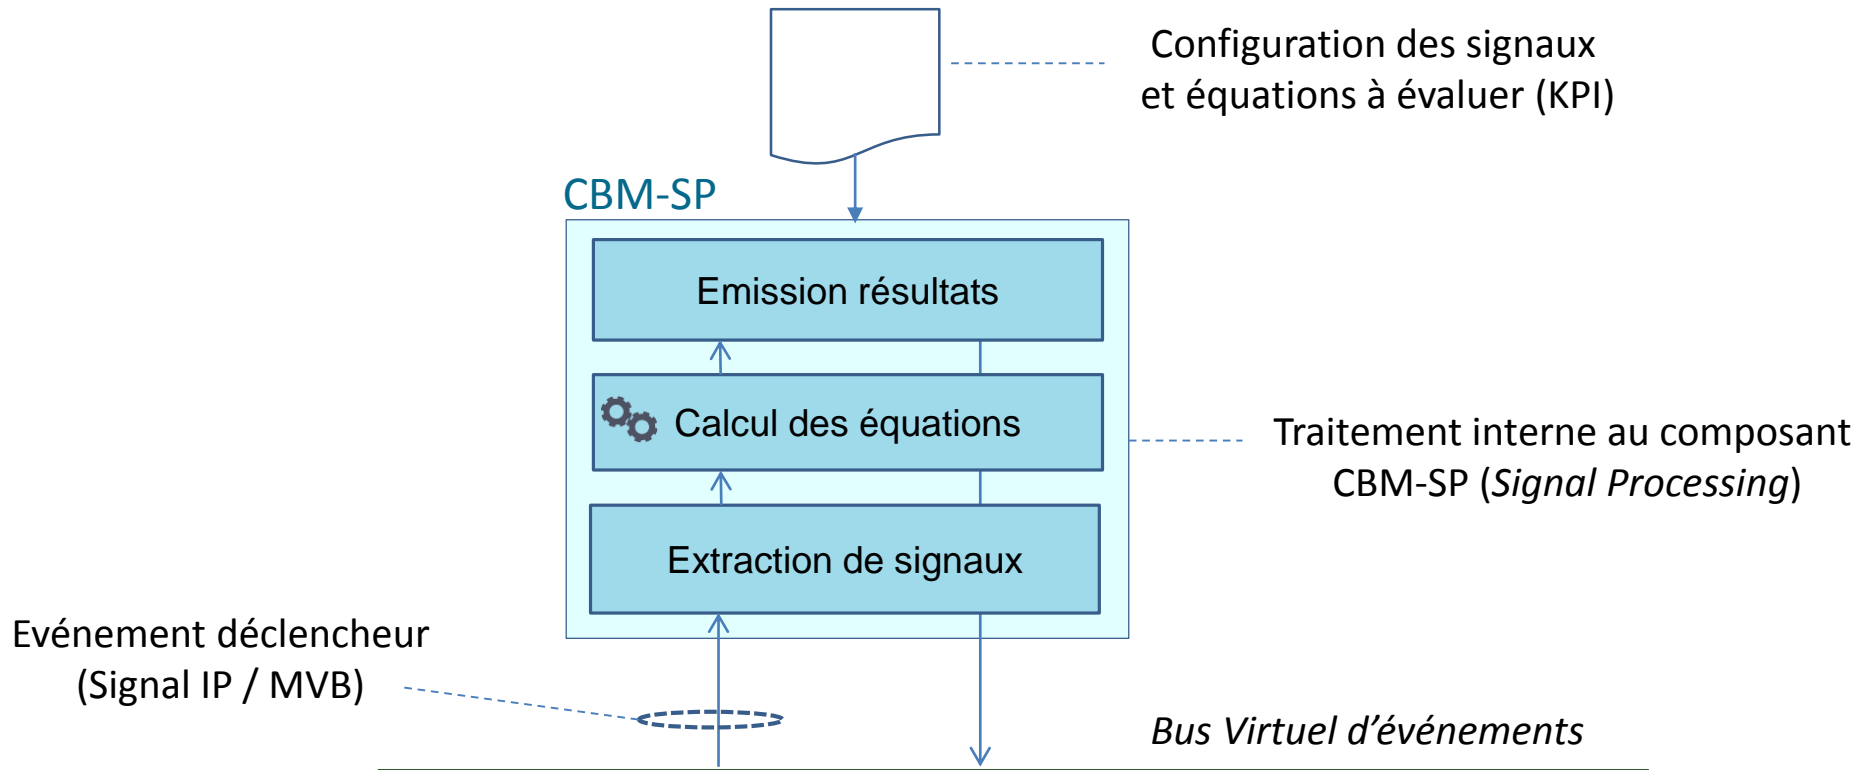 Configuration des signaux
et équations à évaluer (KPI)
CBM-SP
Emission résultats
Calcul des équations
Traitement interne au composant
CBM-SP (Signal Processing)
Extraction de signaux
Evénement déclencheur
(Signal IP / MVB)
Bus Virtuel d’événements